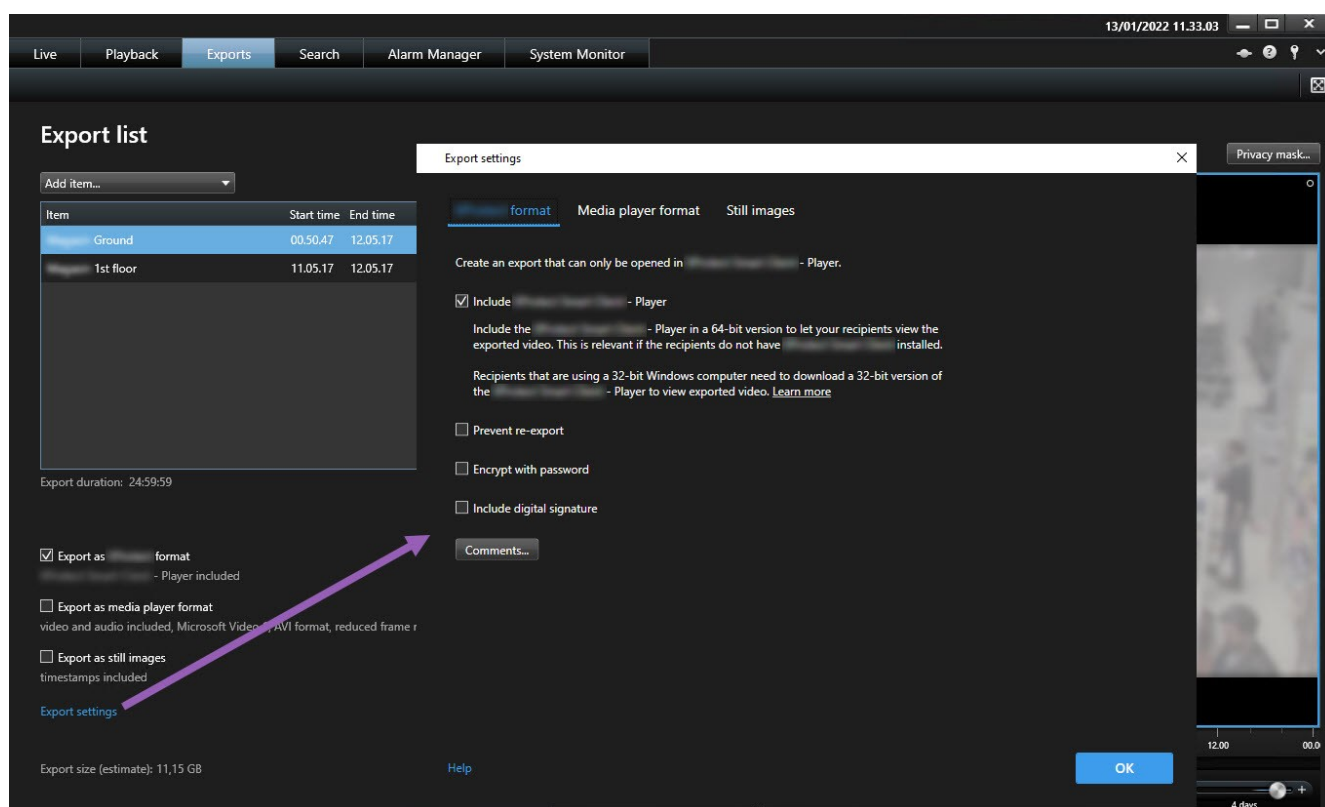 13/01/2022 11.33.03
Live Playback Exports Search Alarm Manager System Monitor
Export list
Export settings
Privacy mask...
Add item...
Item Start time End time
Ground 00.50.47 12.05.17
1st floor 11.05.17 12.05.17
format Media player format Still images
Create an export that can only be opened in - Player.
Include - Player
Include the - Player in a 64-bit version to let your recipients view the
exported video. This is relevant if the recipients do not have installed.
Recipients that are using a 32-bit Windows computer need to download a 32-bit version of
the - Player to view exported video. Learn more
Prevent re-export
Encrypt with password
Include digital signature
Comments...
Export duration: 24:59:59
Export as format
- Player included
Export as media player format
video and audio included, Microsoft Video AVI format, reduced frame
Export as still images
timestamps included
Export settings
Export size (estimate): 11,15 GB
Help
OK
12.00 00.0
4 days